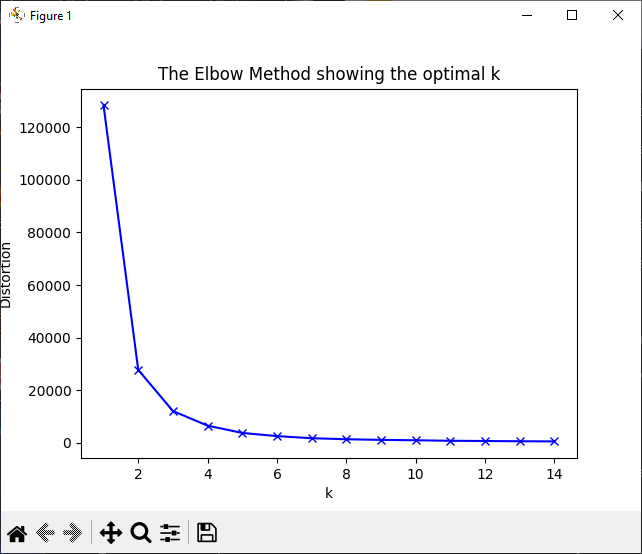 Figure 1
The Elbow Method showing the optimal k
120000
100000
80000
60000
40000
20000
0
Distortion
2 4 6 8 10 12 14
k